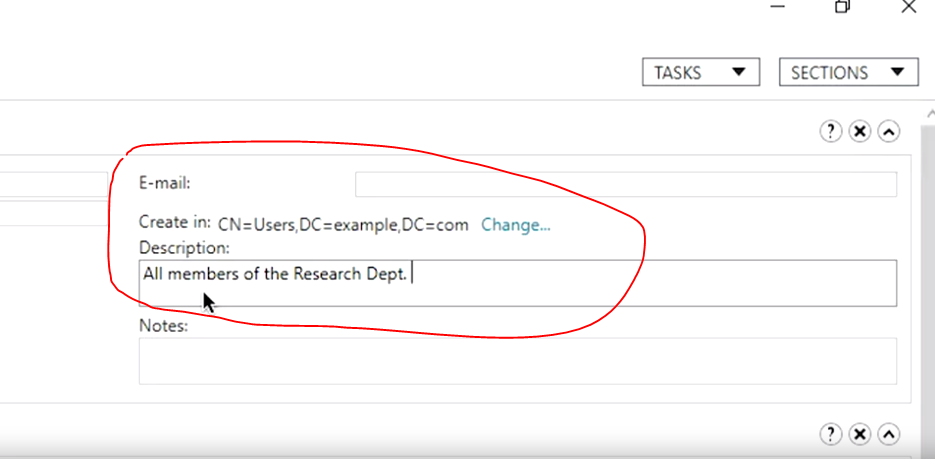 TASKS
SECTIONS
E-mail:
Create in: CN=Users,DC=example,DC=com Change...
Description:
All members of the Research Dept.
Notes: